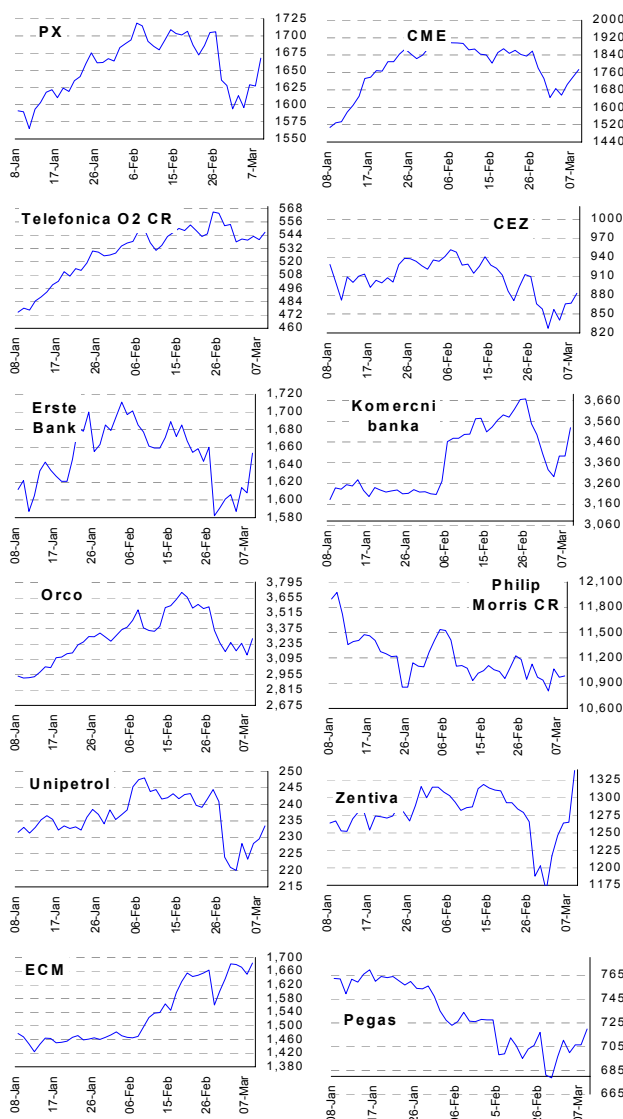 PX
1725
1700
1675
1650
1625
1600
1575
1550
8-Jan
17-Jan
26-Jan
6-Feb
15-Feb
26-Feb
7-Mar
CME
2000
1920
1840
1760
1680
1600
1520
1440
08-Jan
17-Jan
26-Jan
06-Feb
15-Feb
26-Feb
07-Mar
Telefonica O2 CR
568
556
544
532
520
508
496
484
472
460
08-Jan
17-Jan
26-Jan
06-Feb
15-Feb
26-Feb
07-Mar
CEZ
1000
970
940
910
880
850
820
08-Jan
17-Jan
26-Jan
06-Feb
15-Feb
26-Feb
07-Mar
Erste
Bank
1,720
1,700
1,680
1,660
1,640
1,620
1,600
1,580
08-Jan
17-Jan
26-Jan
06-Feb
15-Feb
26-Feb
07-Mar
Komercni
banka
3,660
3,560
3,460
3,360
3,260
3,160
3,060
08-Jan
17-Jan
26-Jan
06-Feb
15-Feb
26-Feb
07-Mar
Orco
3,795
3,655
3,515
3,375
3,235
3,095
2,955
2,815
2,675
08-Jan
17-Jan
26-Jan
06-Feb
15-Feb
26-Feb
07-Mar
Philip
Morris CR
12,100
11,800
11,500
11,200
10,900
10,600
08-Jan
17-Jan
26-Jan
06-Feb
15-Feb
26-Feb
07-Mar
Unipetrol
250
245
240
235
230
225
220
215
08-Jan
17-Jan
26-Jan
06-Feb
15-Feb
26-Feb
07-Mar
Zentiva
1325
1300
1275
1250
1225
1200
1175
08-Jan
17-Jan
26-Jan
06-Feb
15-Feb
26-Feb
07-Mar
ECM
1,700
1,660
1,620
1,580
1,540
1,500
1,460
1,420
1,380
08-Jan
17-Jan
26-Jan
06-Feb
15-Feb
26-Feb
07-Mar
Pegas
765
745
725
705
685
665
08-Jan
17-Jan
26-Jan
06-Feb
5-Feb
26-Feb
07-Mar